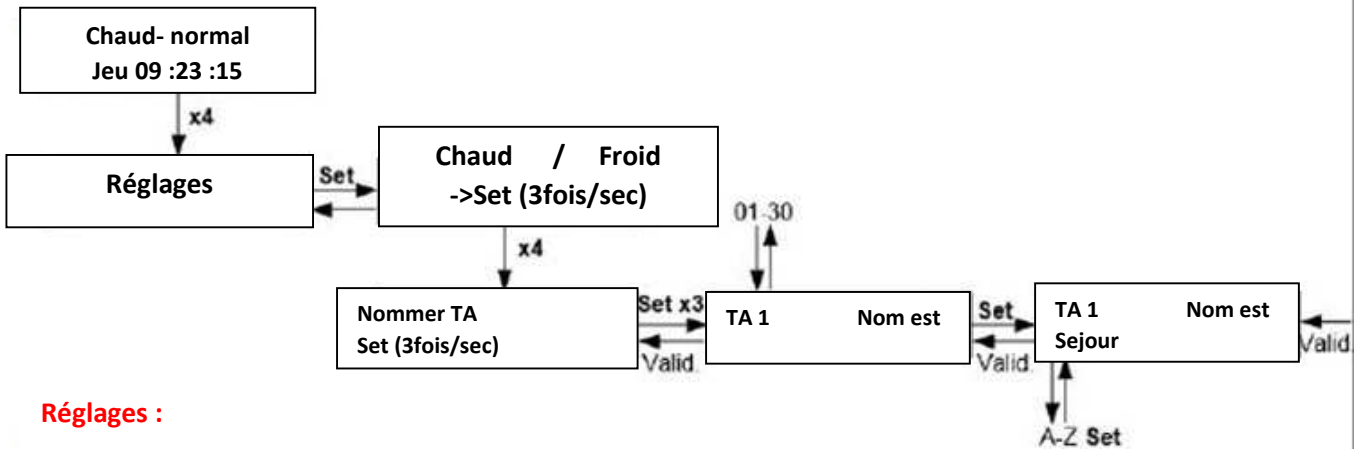 Chaud- normal
Jeu 09 :23 :15
x4
Réglages
Set
Chaud / Froid
->Set (3fois/sec)
01-30
x4
Nommer TA
Set (3fois/sec)
Set x3
Valid.
TA 1 Nom est
Set
Valid.
TA 1 Nom est
Sejour
Valid.
Réglages :
A-Z Set